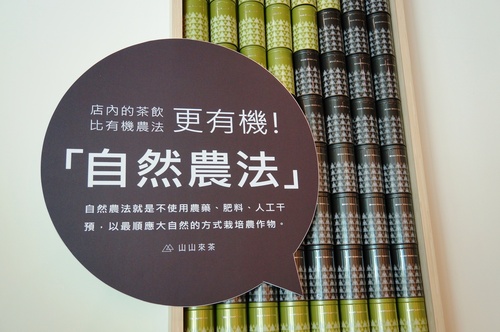 店內的茶飲
比有機農法 更有機!
「自然農法」
自然農法就是不使用農藥、肥料、人工干
預，以最順應大自然的方式栽培農作物。
山山來茶